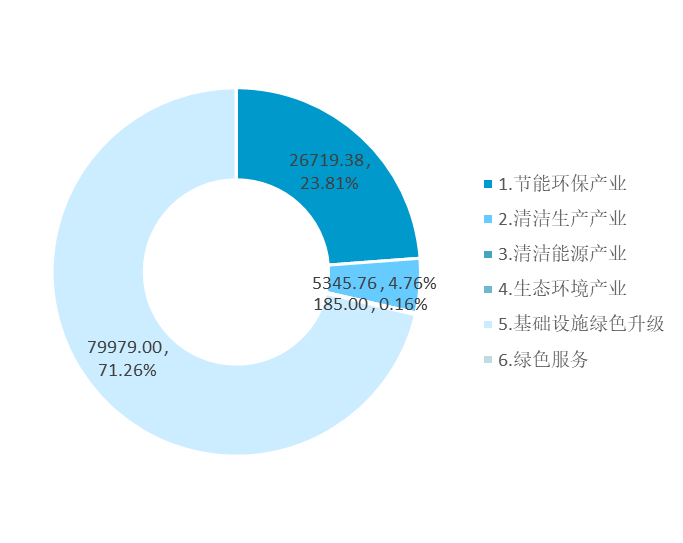 26719.38,
23.81%
5345.76, 4.76%
185.00, 0.16%
79979.00,
71.26%
1.节能环保产业
2.清洁生产产业
3.清洁能源产业
4.生态环境产业
5.基础设施绿色升级
6.绿色服务